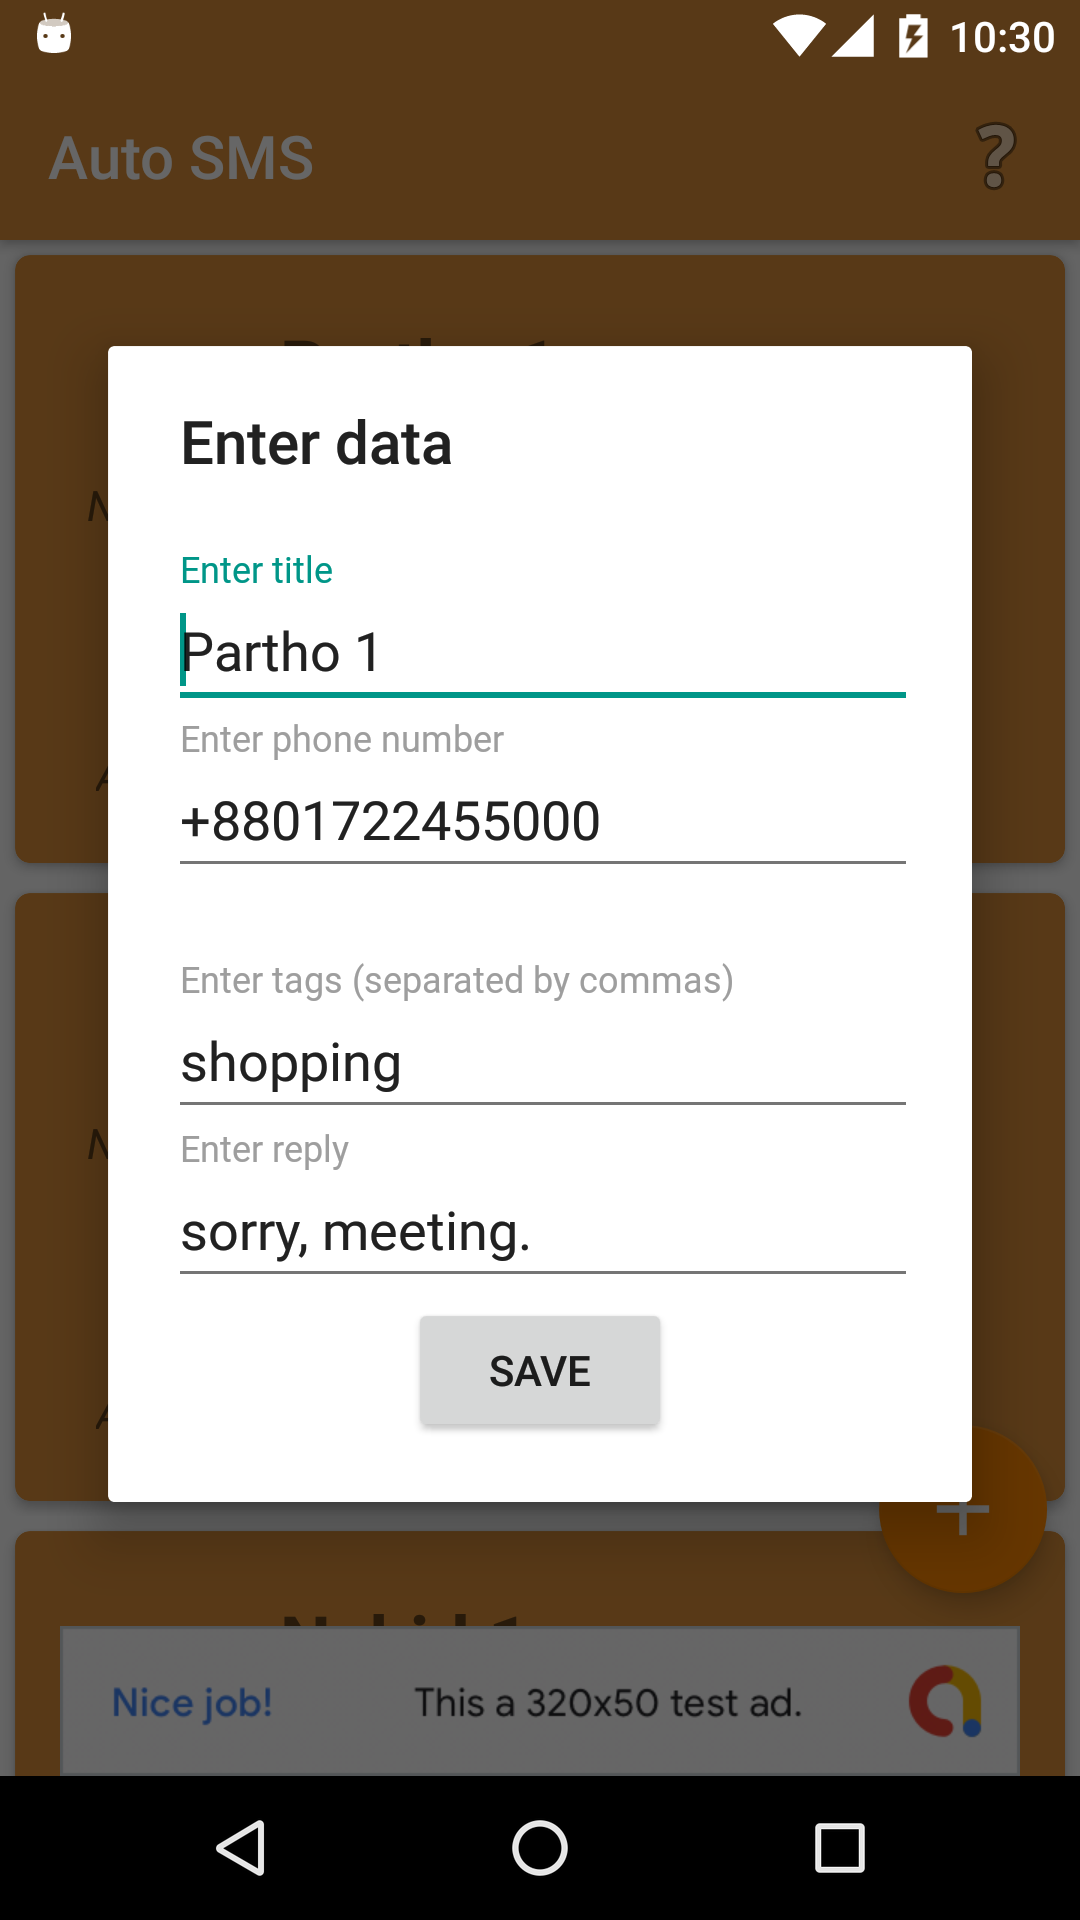 10:30
Auto SMS
Enter data
Enter title
Partho 1
Enter phone number
+8801722455000
Enter tags (separated by commas)
shopping
Enter reply
sorry, meeting.
SAVE
Nice job!
This a 320x50 test ad.